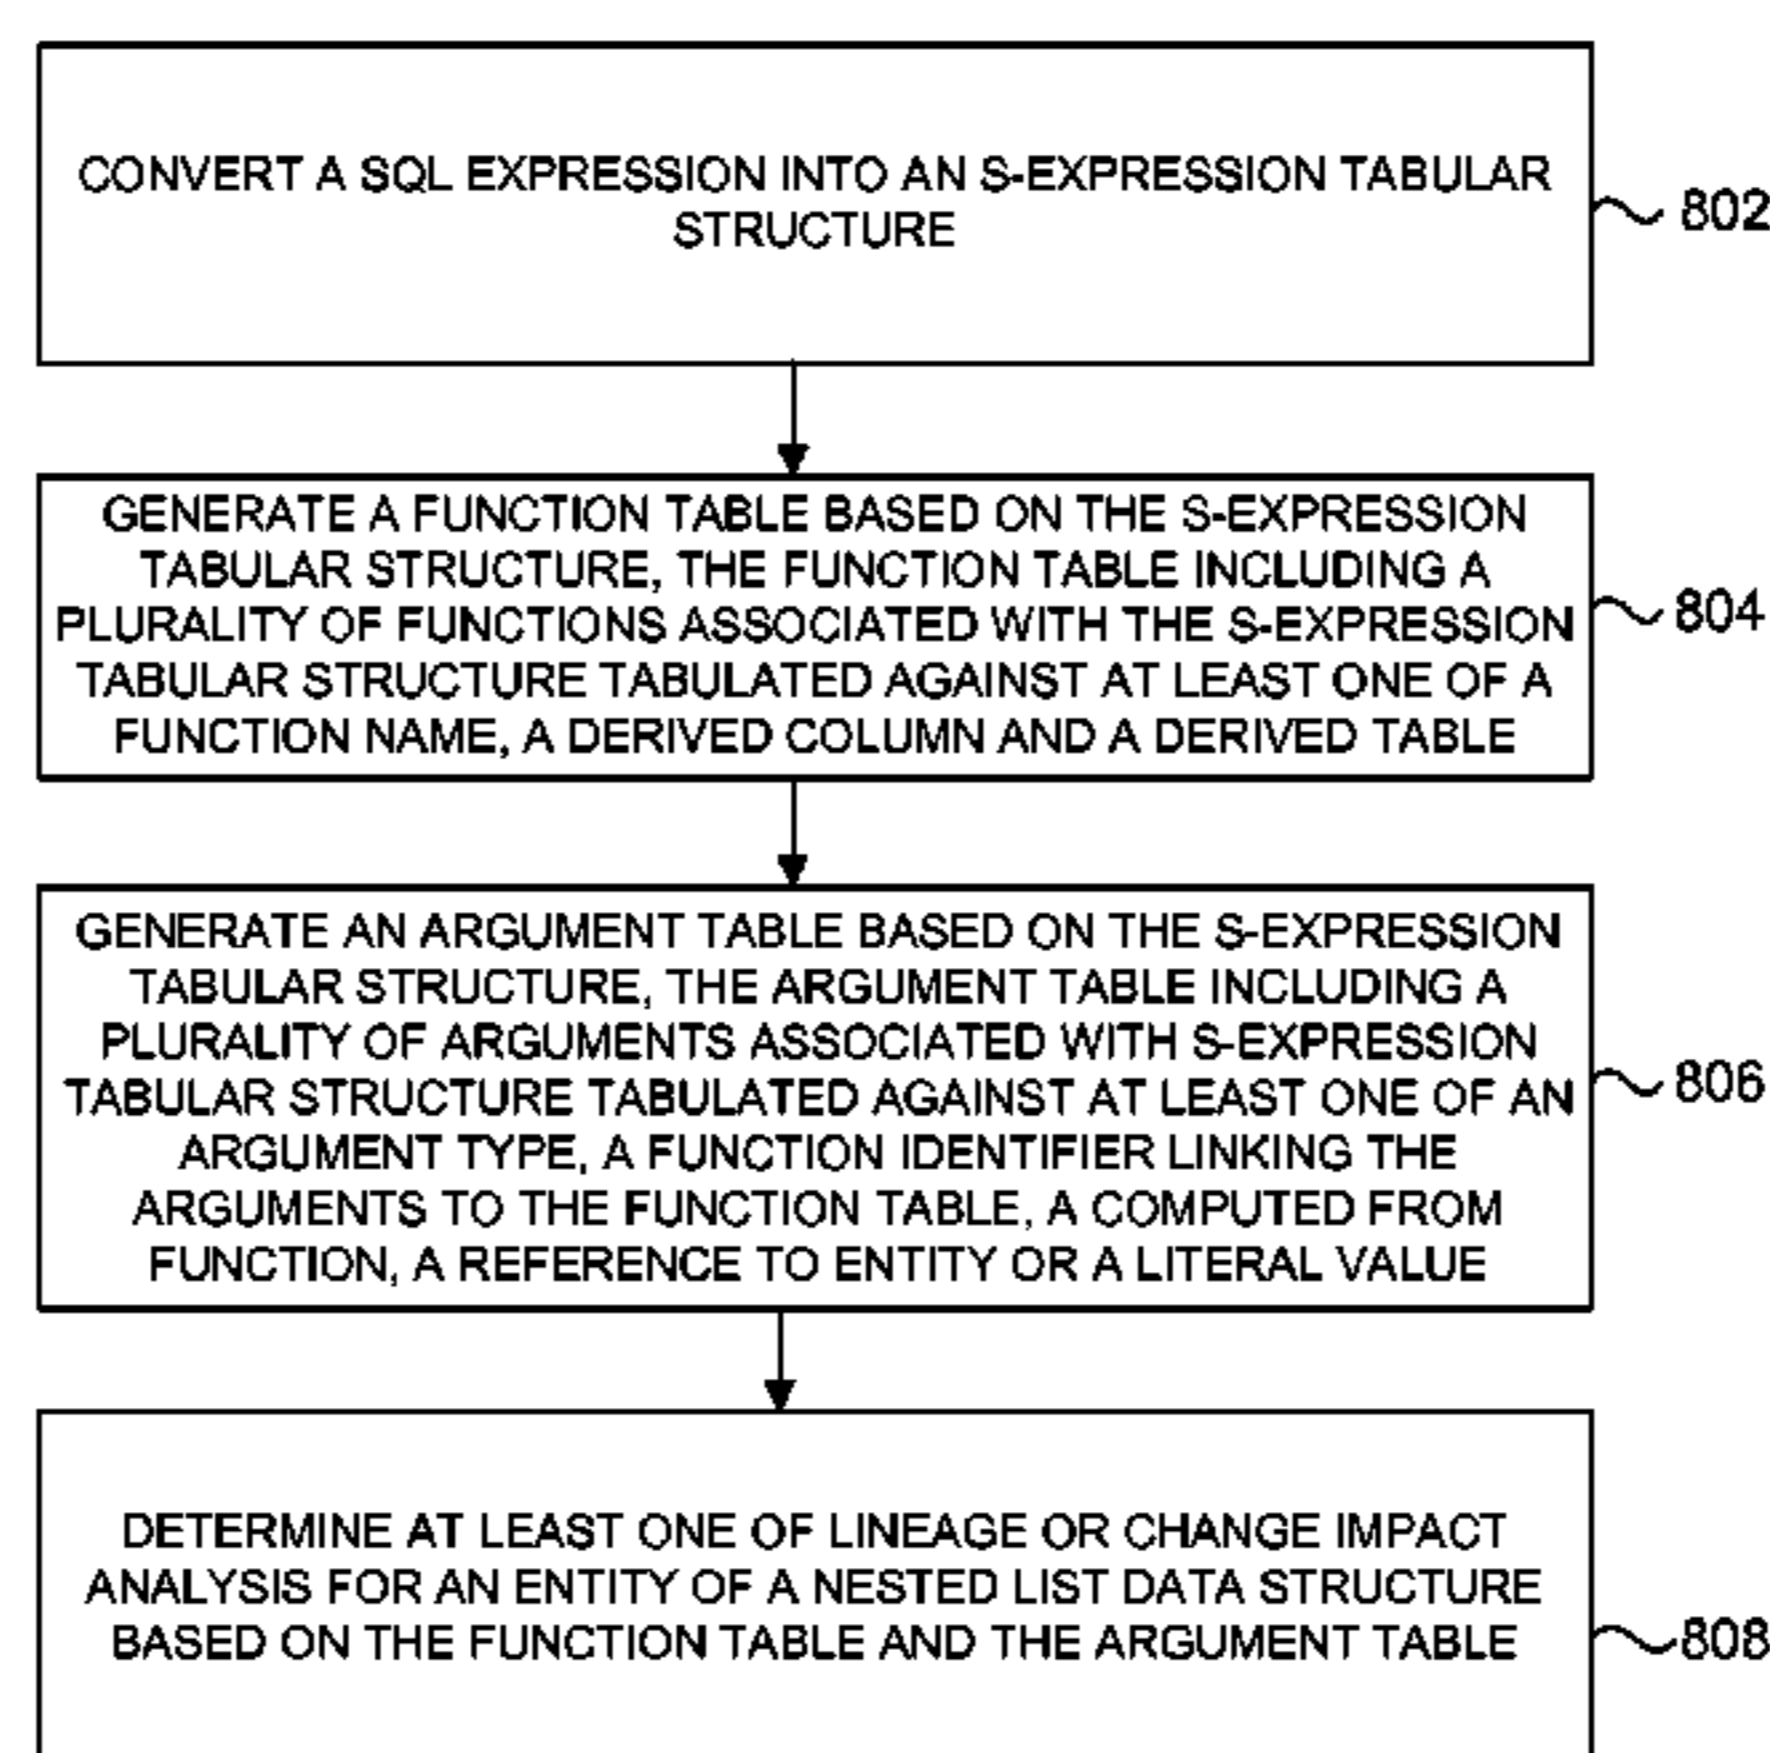 CONVERT A SQL EXPRESSION INTO AN S-EXPRESSION TABULAR
STRUCTURE
802
GENERATE A FUNCTION TABLE BASED ON THE S-EXPRESSION
TABULAR STRUCTURE, THE FUNCTION TABLE INCLUDING A
PLURALITY OF FUNCTIONS ASSOCIATED WITH THE S-EXPRESSION
TABULAR STRUCTURE TABULATED AGAINST AT LEAST ONE OF A
FUNCTION NAME, A DERIVED COLUMN AND A DERIVED TABLE
804
GENERATE AN ARGUMENT TABLE BASED ON THE S-EXPRESSION
TABULAR STRUCTURE, THE ARGUMENT TABLE INCLUDING A
PLURALITY OF ARGUMENTS ASSOCIATED WITH S-EXPRESSION
TABULAR STRUCTURE TABULATED AGAINST AT LEAST ONE OF AN
ARGUMENT TYPE, A FUNCTION IDENTIFIER LINKING THE
ARGUMENTS TO THE FUNCTION TABLE, A COMPUTED FROM
FUNCTION, A REFERENCE TO ENTITY OR A LITERAL VALUE
806
DETERMINE AT LEAST ONE OF LINEAGE OR CHANGE IMPACT
ANALYSIS FOR AN ENTITY OF A NESTED LIST DATA STRUCTURE
BASED ON THE FUNCTION TABLE AND THE ARGUMENT TABLE
808